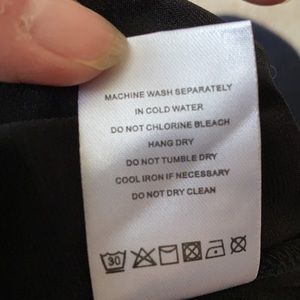 MACHINE WASH SEPARATELY
IN COLD WATER
DO NOT CHLORINE BLEACH
HANG DRY
DO NOT TUMBLE DRY
COOL IRON IF NECESSARY
DO NOT DRY CLEAN
30